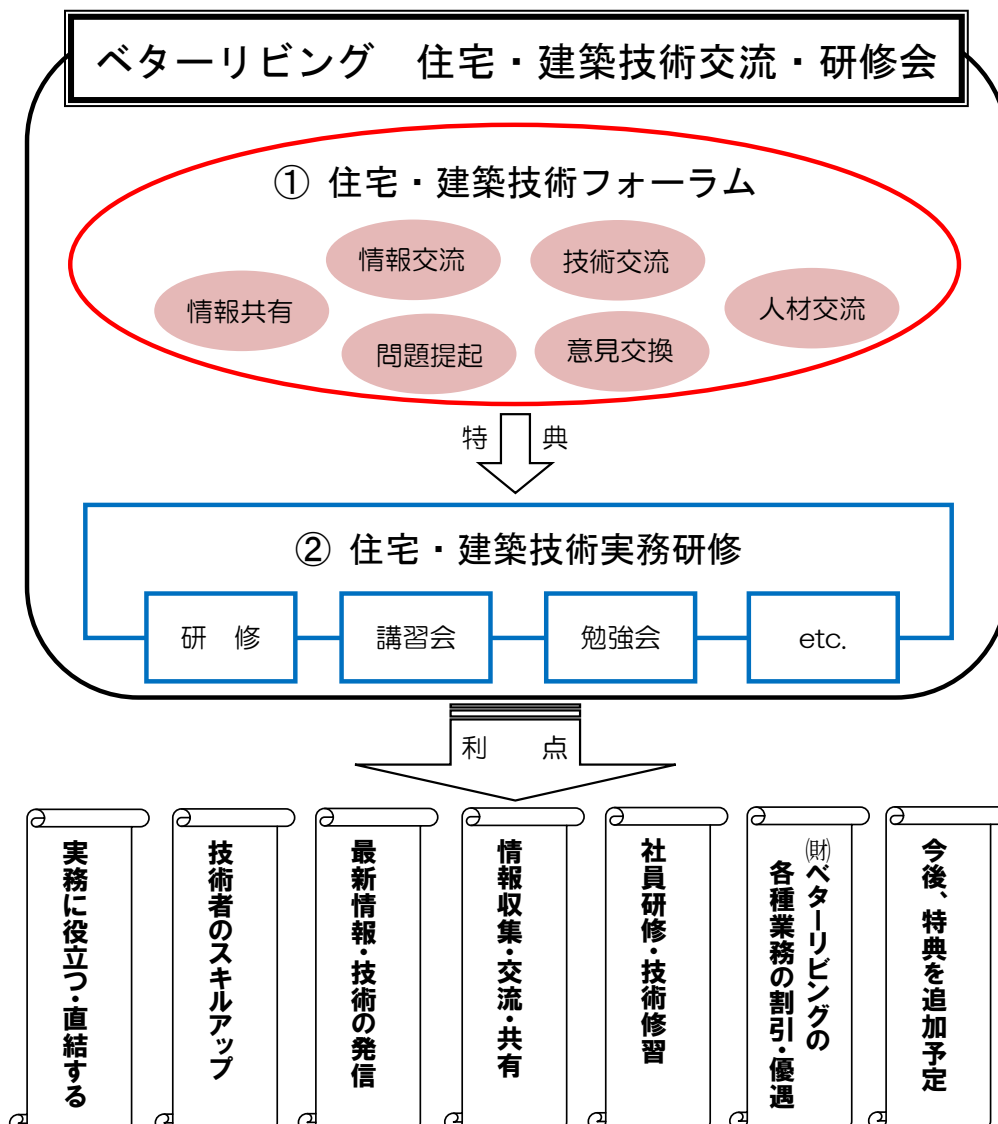 ベターリビング　住宅・建築技術交流・研修会
① 住宅・建築技術フォーラム
情報交流
技術交流
情報共有
人材交流
問題提起
意見交換
特　典
② 住宅・建築技術実務研修
研　修
講習会
勉強会
etc.
利　点
実務に役立つ・直結する
技術者のスキルアップ
最新情報・技術の発信
情報収集・交流・共有
社員研修・技術修習
㈶ベターリビングの
各種業務の割引・優遇
今後、特典を追加予定